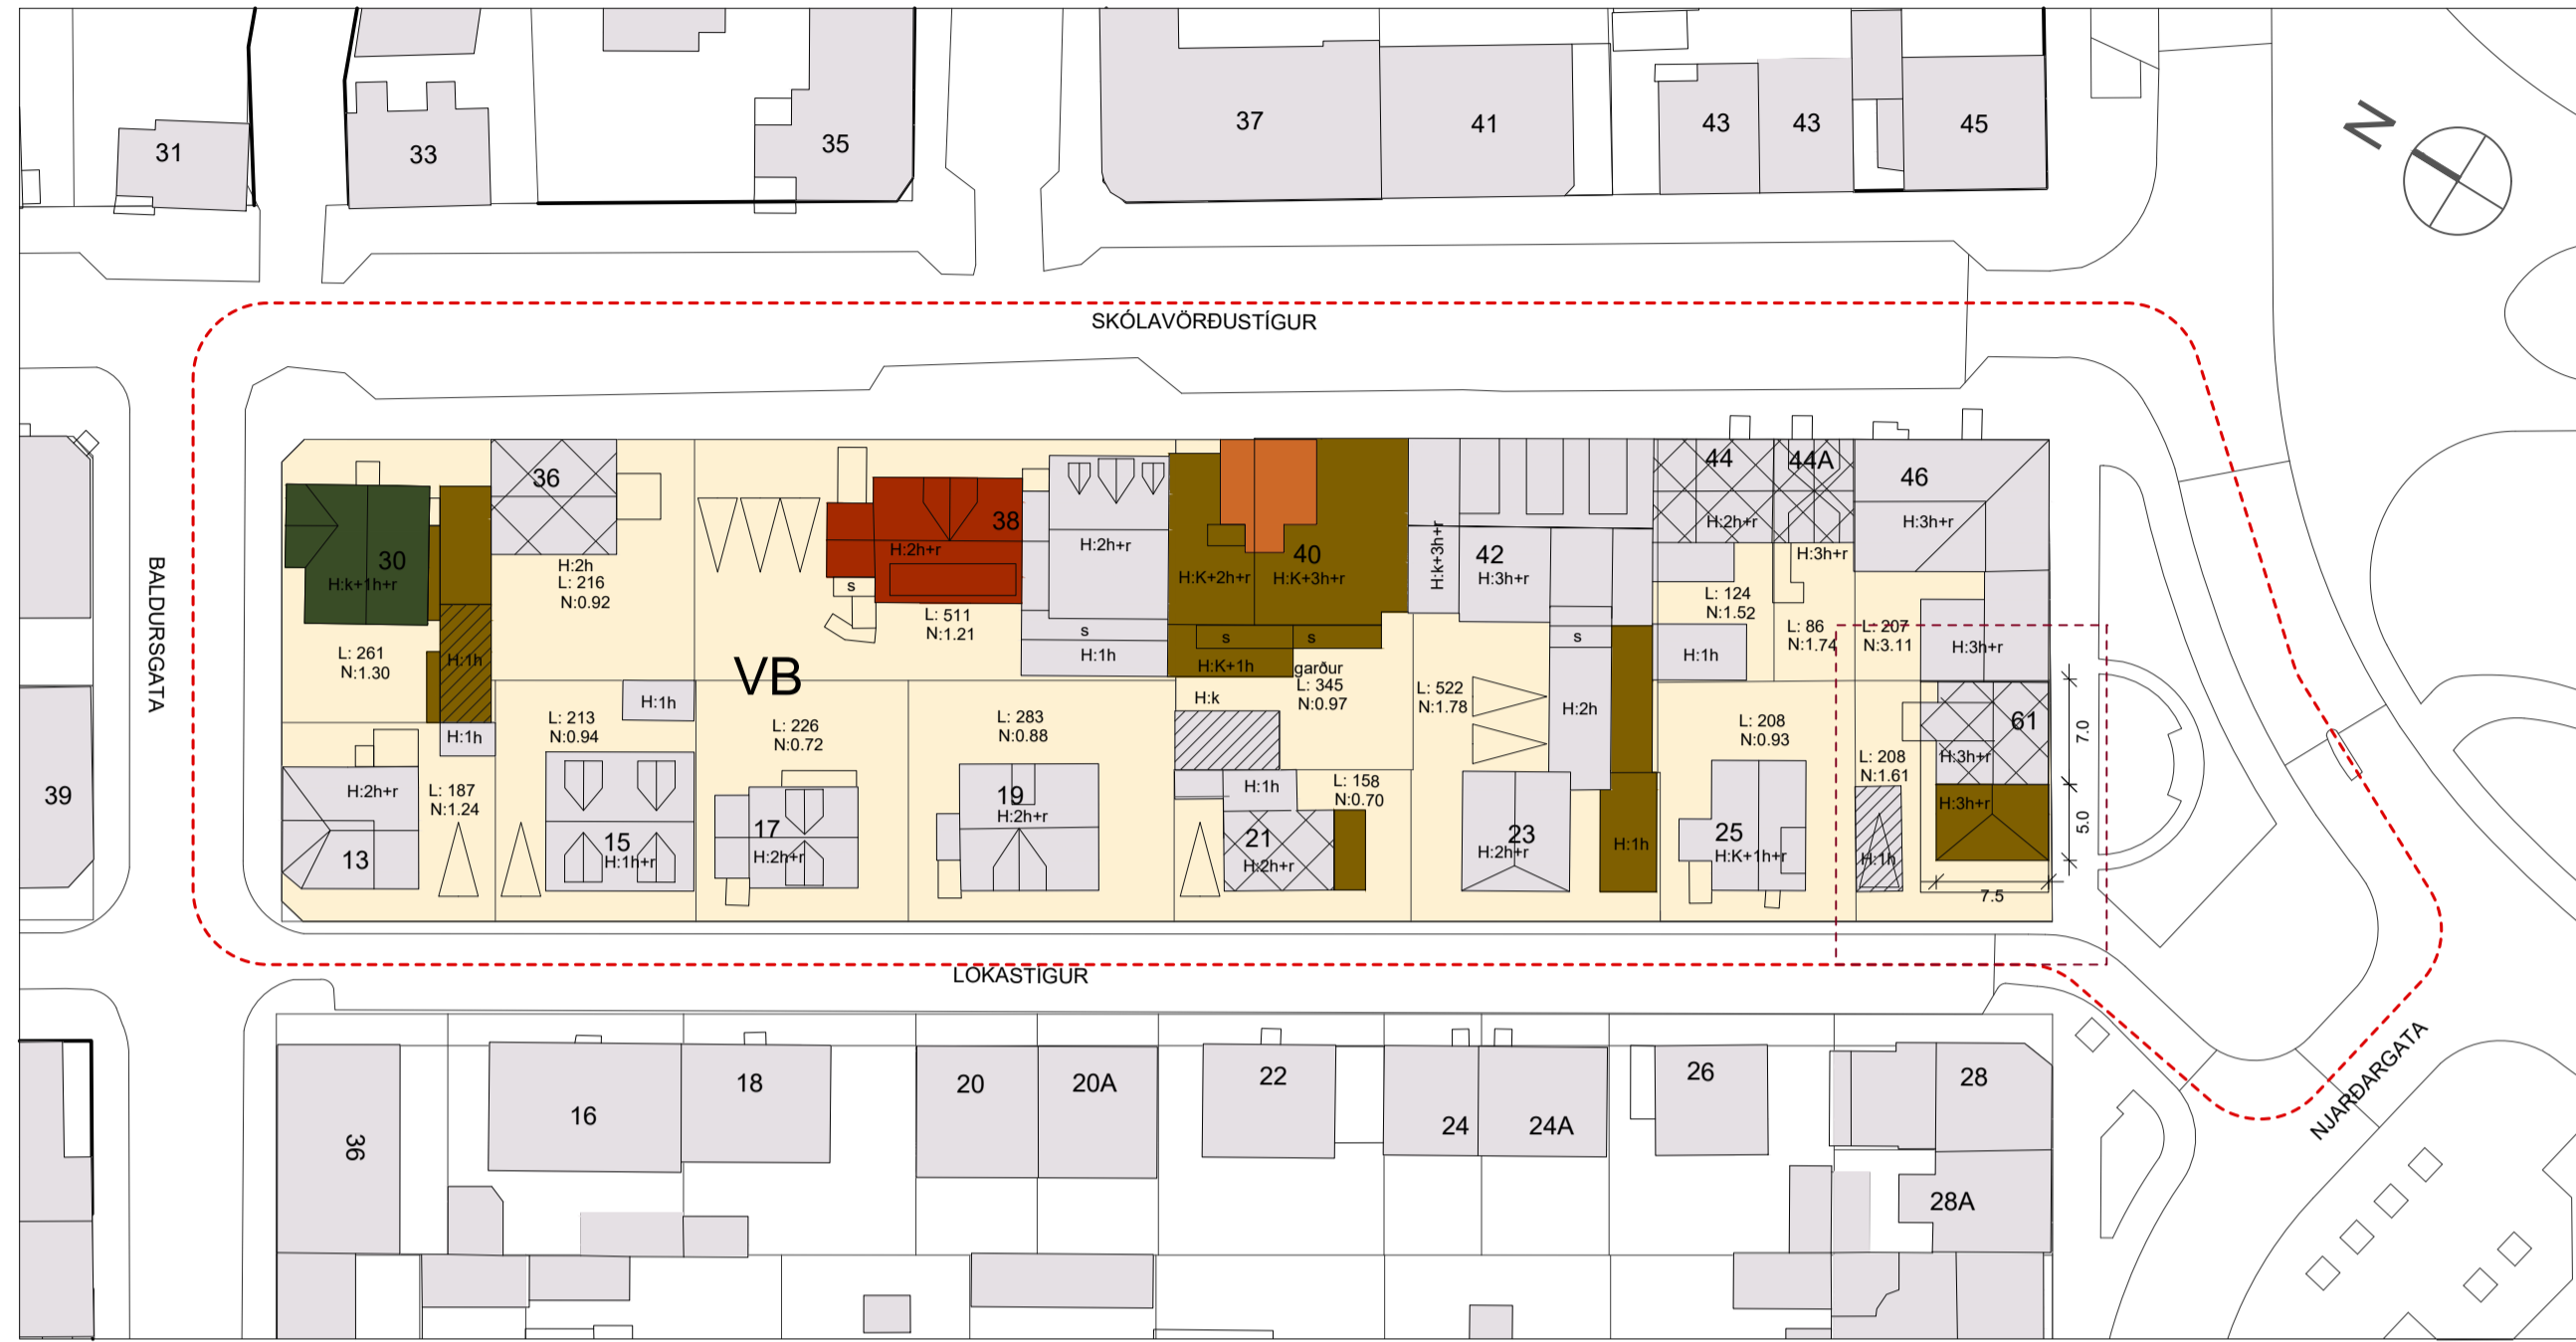 31
33
35
37
41
43
43
45
N
SKÓLAVÖRÐUSTÍGUR
BALDURSGATA
39
30
H:k+1h+r
L: 261
N:1.30
H:1h
H:1h
36
H:2h
L: 216
N:0.92
38
H:2h+r
s
L: 511
N:1.21
H:2h+r
s
H:1h
VB
40
H:K+2h+r
H:K+3h+r
s
s
H:K+1h
garður
L: 345
N:0.97
H:k
H:k+3h+r
42
H:3h+r
s
H:2h
L: 522
N:1.78
44
H:2h+r
44A
H:3h+r
L: 124
N:1.52
H:1h
L: 86
N:1.74
46
H:3h+r
L: 207
N:3.11
H:3h+r
61
H:3h+r
H:3h+r
7.0
5.0
7.5
L: 208
N:1.61
H:1h
13
H:2h+r
L: 187
N:1.24
L: 213
N:0.94
H:1h
15
H:1h+r
L: 226
N:0.72
17
H:2h+r
L: 283
N:0.88
19
H:2h+r
H:1h
L: 158
N:0.70
21
H:2h+r
23
H:2h+r
H:1h
L: 208
N:0.93
25
H:K+1h+r
LOKASTÍGUR
NJARÐARGATA
36
16
18
20
20A
22
24
24A
26
28
28A